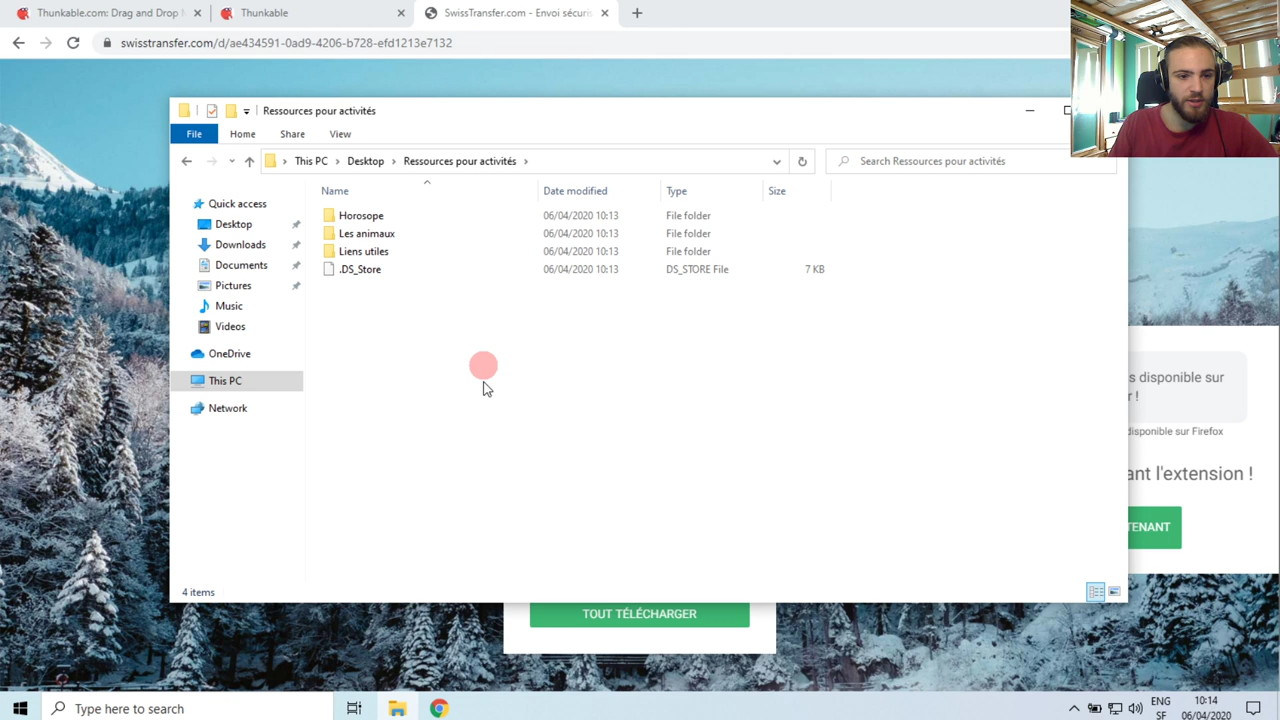 Thunkable.com: Drag and Drop
Thunkable
SwissTransfer.com - Envoi sécuris
swisstransfer.com/d/ae434591-0ad9-4206-b728-efd1213e7132
Ressources pour activités
File Home Share View
This PC > Desktop > Ressources pour activités >
Search Ressources pour activités
Name Date modified Type Size
Quick access
Desktop
Downloads
Documents
Pictures
Music
Videos
OneDrive
This PC
Network
Horosope 06/04/2020 10:13 File folder
Les animaux 06/04/2020 10:13 File folder
Liens utiles 06/04/2020 10:13 File folder
.DS_Store 06/04/2020 10:13 DS_STORE File 7 KB
s disponible sur
r !
disponible sur Firefox
ant l'extension !
TENANT
4 items
TOUT TÉLÉCHARGER
Type here to search
ENG
SF
10:14
06/04/2020